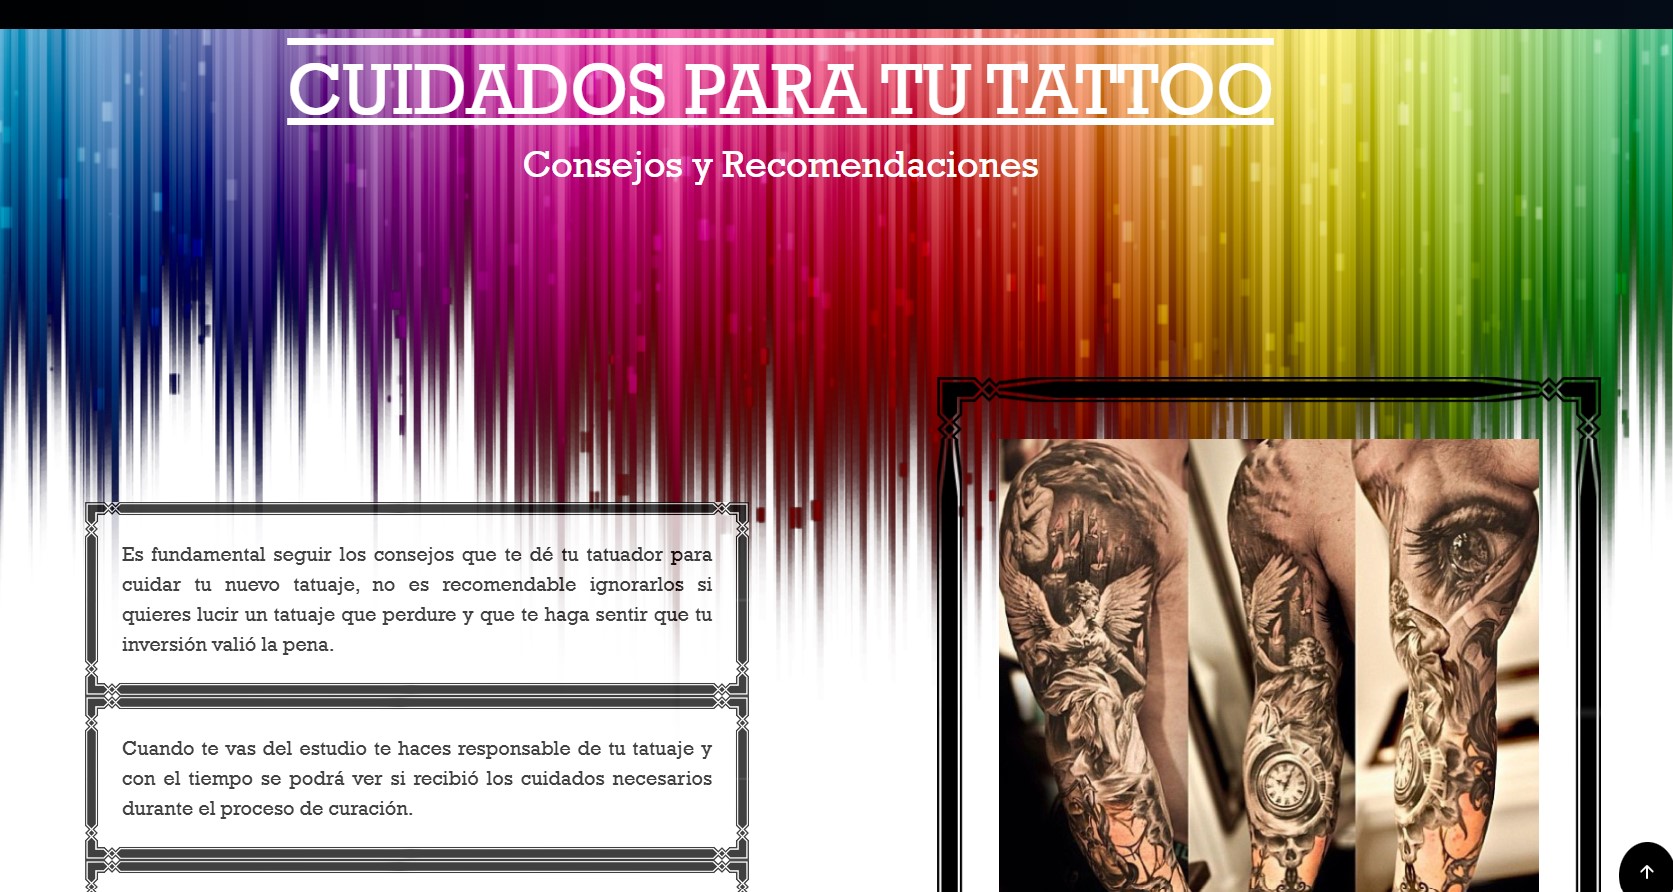 CUIDADOS PARA TU TATTOO
Consejos y Recomendaciones
Es fundamental seguir los consejos que te dé tu tatuador para
cuidar tu nuevo tatuaje, no es recomendable ignorarlos si
quieres lucir un tatuaje que perdure y que te haga sentir que tu
inversión valió la pena.
Cuando te vas del estudio te haces responsable de tu tatuaje y
con el tiempo se podrá ver si recibió los cuidados necesarios
durante el proceso de curación.